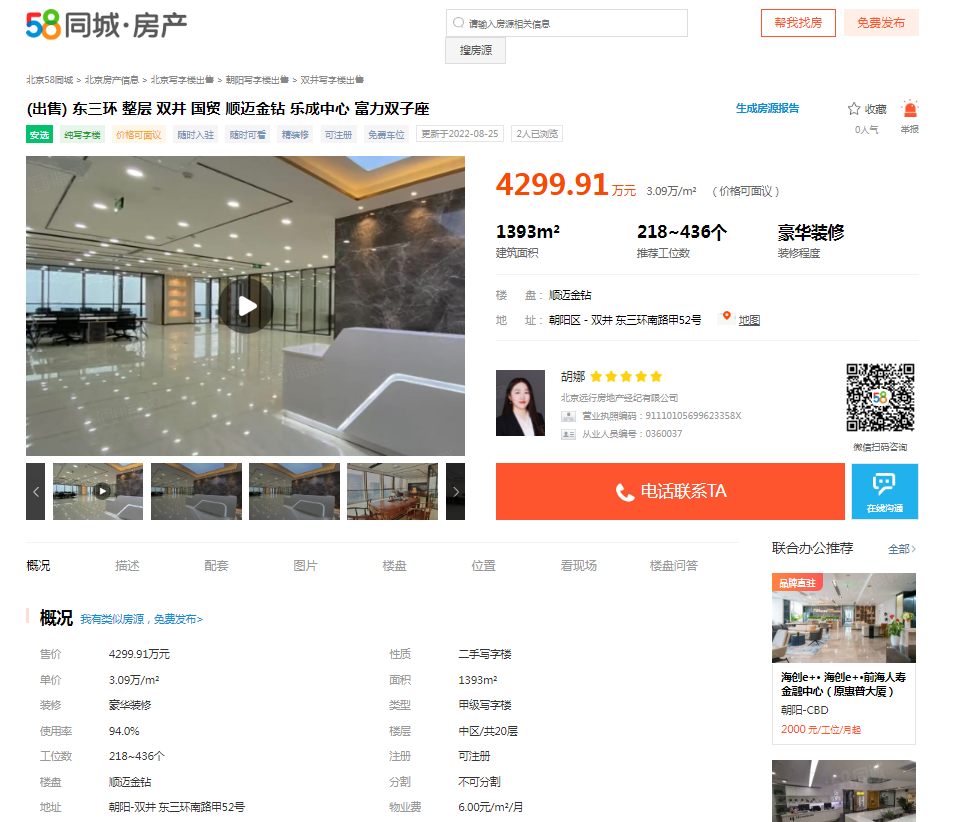 58同城·房产
请输入房源相关信息
搜房源
帮我找房
免费发布
北京58同城 > 北京房产信息 > 北京写字楼出售 > 朝阳写字楼出售 > 双井写字楼出售
(出售) 东三环 整层 双井 国贸 顺迈金钻 乐成中心 富力双子座
生成房源报告
收藏
0人气
举报
安选 纯写字楼 价格可面议 随时入驻 随时可看 精装修 可注册 免费车位 更新于2022-08-25 2人已浏览
4299.91万元 3.09万/m² （价格可面议）
1393m² 218~436个 豪华装修
建筑面积 推荐工位数 装修程度
楼 盘： 顺迈金钻
地 址： 朝阳区 - 双井 东三环南路甲52号 地图
胡娜
北京远行房地产经纪有限公司
营业执照编码：91110105699623358X
从业人员编号：0360037
58
微信扫码咨询
电话联系TA
在线沟通
概况 描述 配套 图片 楼盘 位置 看现场 楼盘问答
概况 我有类似房源，免费发布>
售价 4299.91万元 性质 二手写字楼
单价 3.09万/m² 面积 1393m²
装修 豪华装修 类型 甲级写字楼
使用率 94.0% 楼层 中区/共20层
工位数 218~436个 注册 可注册
楼盘 顺迈金钻 分割 不可分割
地址 朝阳-双井 东三环南路甲52号 物业费 6.00元/m²/月
联合办公推荐 全部>
品牌直驻
海创e+• 海创e+•前海人寿
金融中心（原惠普大厦）
朝阳-CBD
2000 元/工位/月起